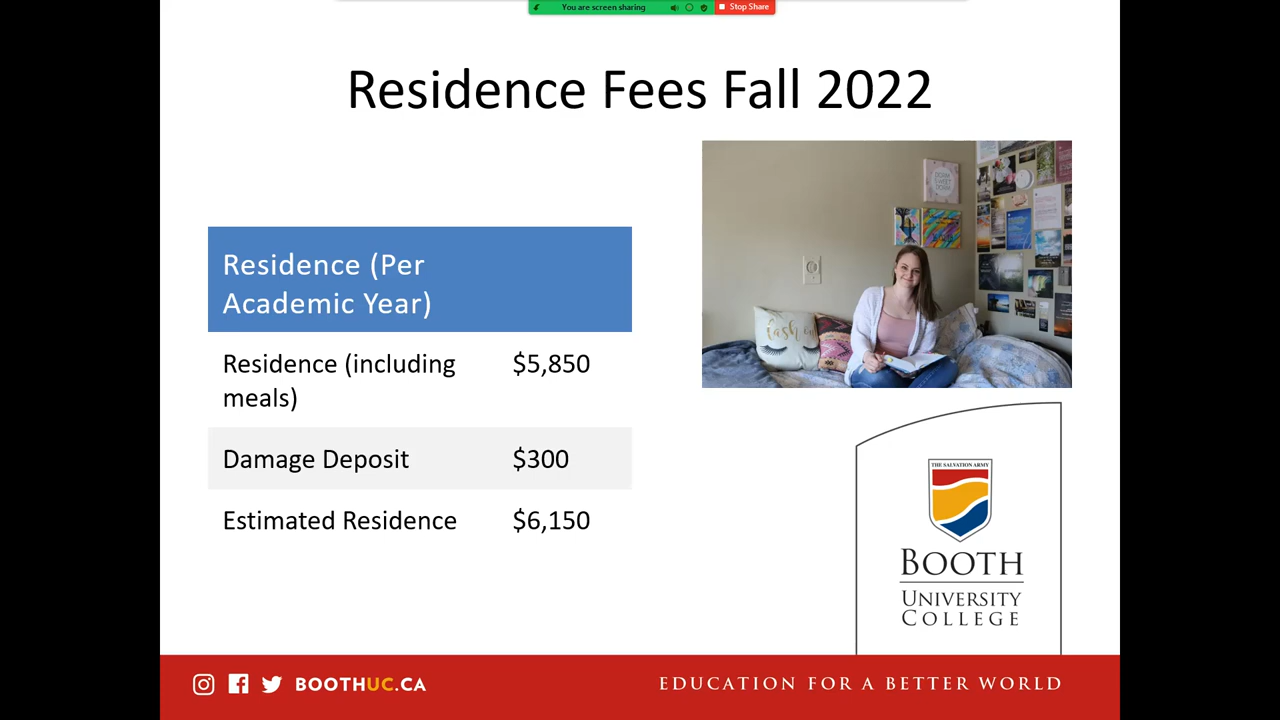 You are screen sharing
Stop Share
Residence Fees Fall 2022
Residence (Per
Academic Year)
Residence (including
meals)
$5,850
Damage Deposit
$300
Estimated Residence
$6,150
THE SALVATION ARMY
BOOTH
UNIVERSITY
COLLEGE
BOOTHUC.CA
EDUCATION FOR A BETTER WORLD